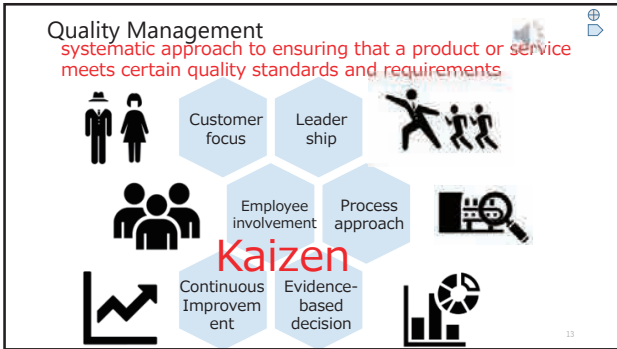 Quality Management
systematic approach to ensuring that a product or service
meets certain quality standards and requirements
Customer
focus
Leader
ship
Employee
involvement
Process
approach
Kaizen
Continuous
Improvem
ent
Evidence-
based
decision
13